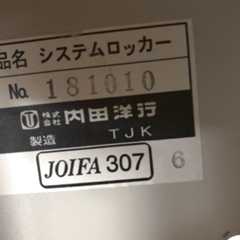 品名 システムロッカー
No. 181010
株式会社 内田洋行
製造 TJK
JOIFA 307 6